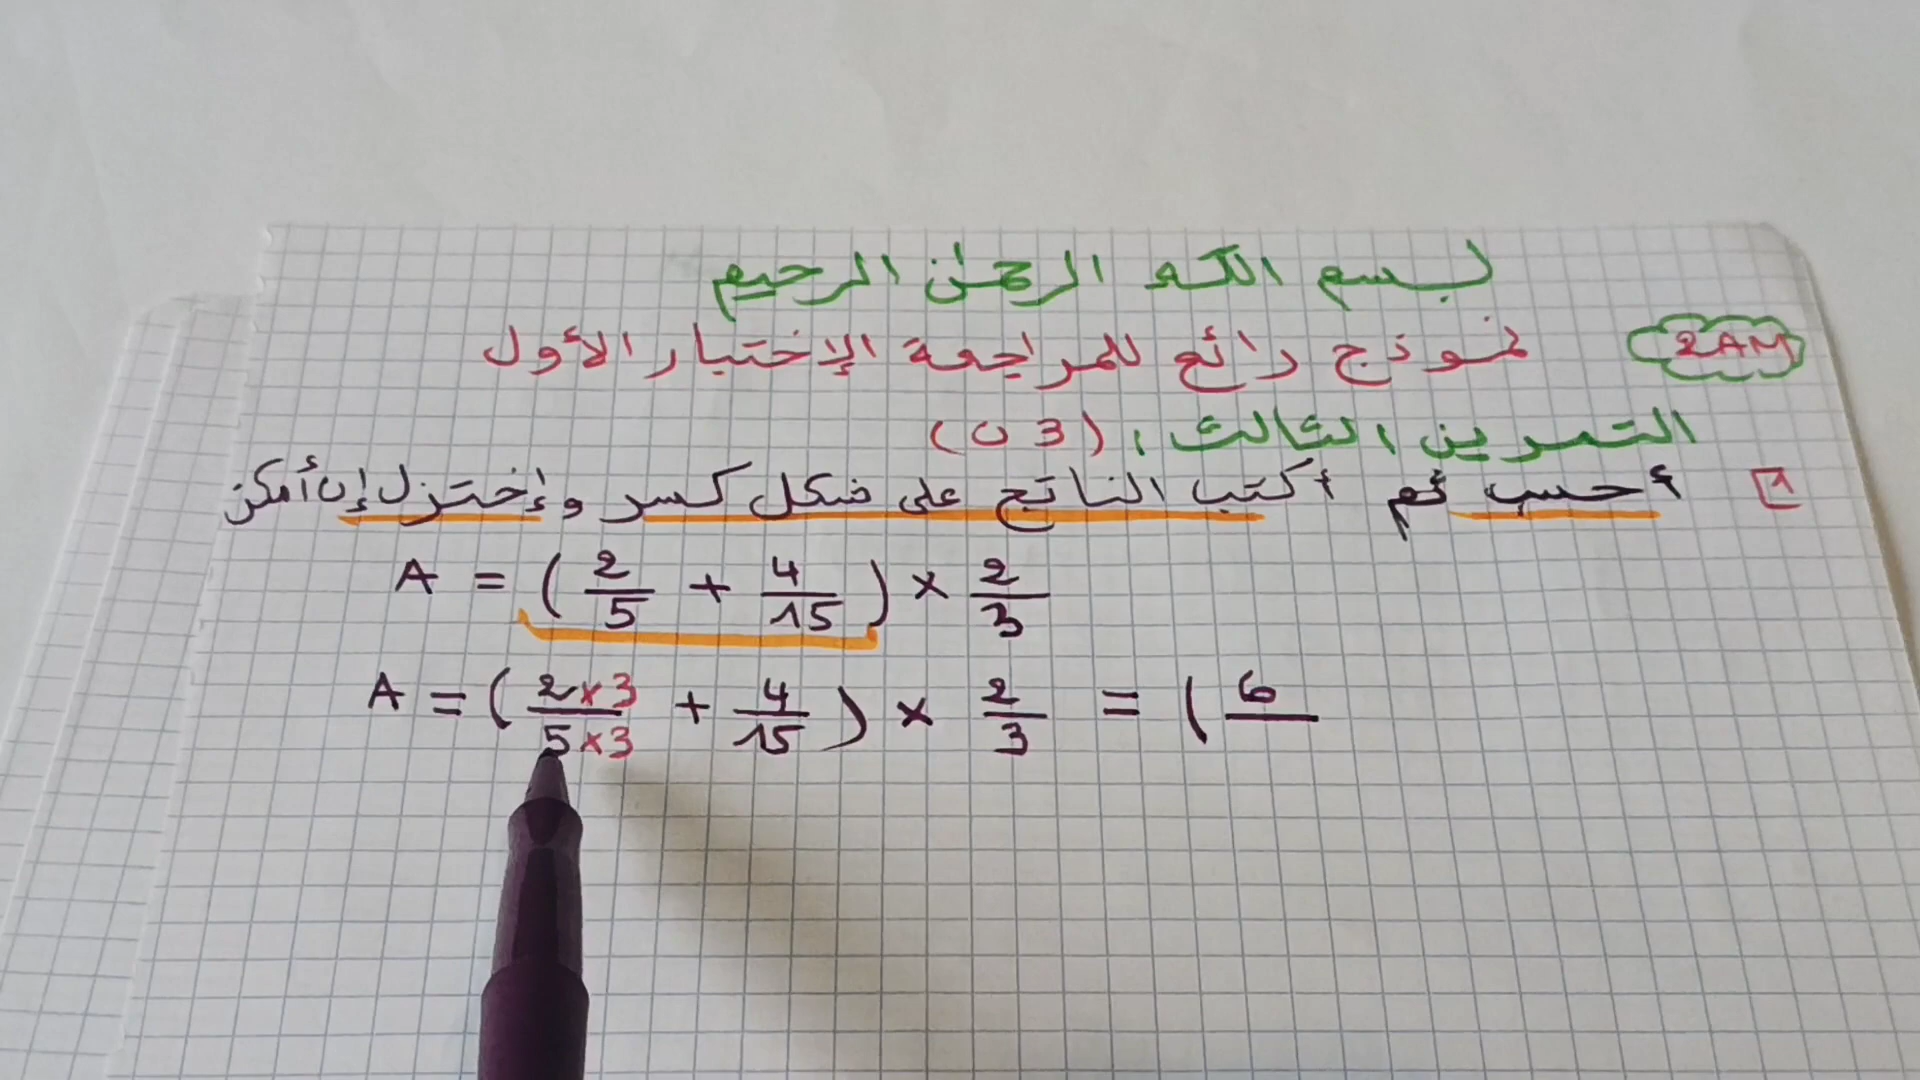 بسم الله الرحمن الرحيم
نموذج رائع للمراجعة الإختبار الأول
2AM
التمرين الثالث: (3 ن)
1 أحسب ثم أكتب الناتج على شكل كسر وإختزل إن أمكن
A = (2/5 + 4/15) × 2/3
A = (2×3/5×3 + 4/15) × 2/3 = (6/